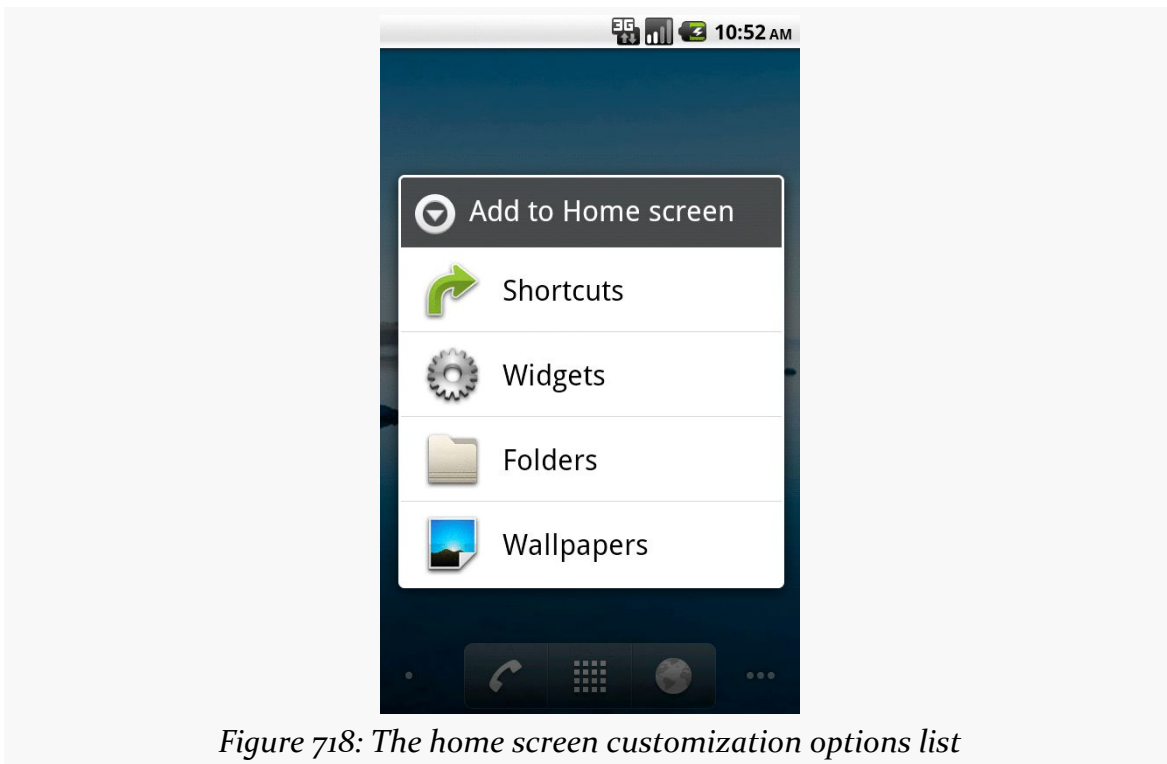 3G 10:52 AM
Add to Home screen
Shortcuts
Widgets
Folders
Wallpapers
Figure 718: The home screen customization options list